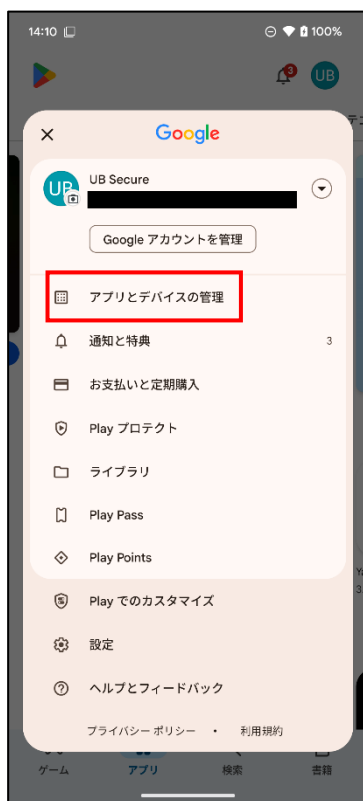 14:10 100%
3 UB
Google
UB
UB Secure
Google アカウントを管理
アプリとデバイスの管理
通知と特典 3
お支払いと定期購入
Play プロテクト
ライブラリ
Play Pass
Play Points
Play でのカスタマイズ
設定
ヘルプとフィードバック
プライバシー ポリシー • 利用規約
ゲーム アプリ 検索 書籍